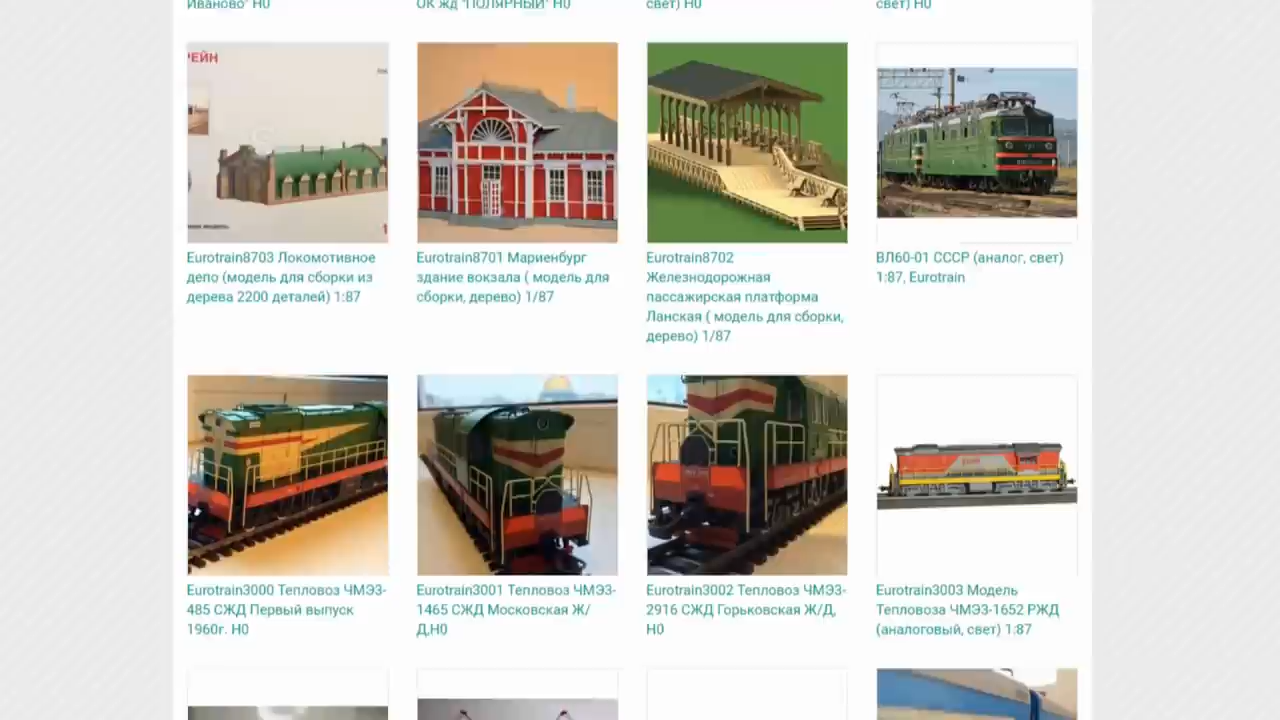 Иваново" Н0
ОК жд "ПОЛЯРНЫЙ" Н0
свет) Н0
свет) Н0
РЕЙН
Eurotrain8703 Локомотивное
депо (модель для сборки из
дерева 2200 деталей) 1:87
Eurotrain8701 Мариенбург
здание вокзала ( модель для
сборки, дерево) 1/87
Eurotrain8702
Железнодорожная
пассажирская платформа
Ланская ( модель для сборки,
дерево) 1/87
ВЛ60-01 СССР (аналог, свет)
1:87, Eurotrain
Eurotrain3000 Тепловоз ЧМЭ3-
485 СЖД Первый выпуск
1960г. Н0
Eurotrain3001 Тепловоз ЧМЭ3-
1465 СЖД Московская Ж/
Д,Н0
Eurotrain3002 Тепловоз ЧМЭ3-
2916 СЖД Горьковская Ж/Д,
Н0
Eurotrain3003 Модель
Тепловоза ЧМЭ3-1652 РЖД
(аналоговый, свет) 1:87